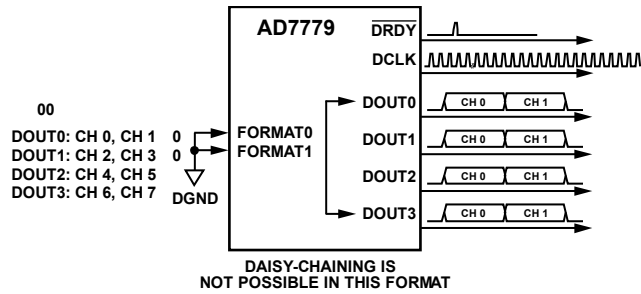 AD7779
DRDY
DCLK
00
DOUT0: CH 0, CH 1 0
DOUT1: CH 2, CH 3 0
DOUT2: CH 4, CH 5
DOUT3: CH 6, CH 7
DGND
FORMAT0
FORMAT1
DOUT0 CH 0 CH 1
DOUT1 CH 0 CH 1
DOUT2 CH 0 CH 1
DOUT3 CH 0 CH 1
DAISY-CHAINING IS
NOT POSSIBLE IN THIS FORMAT